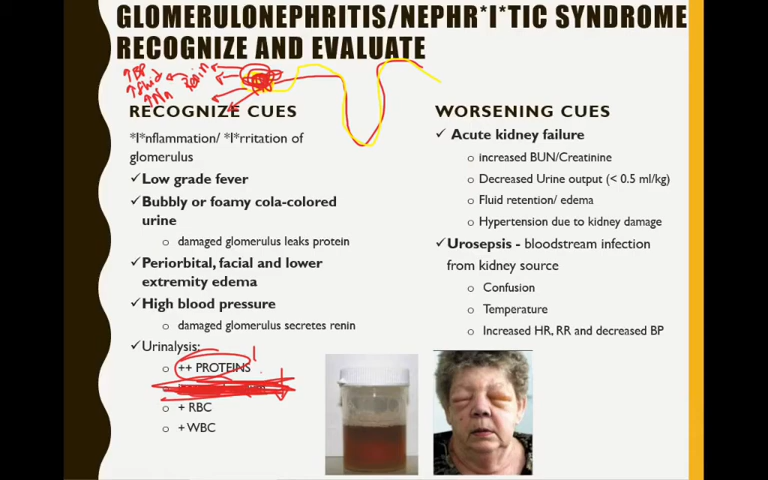 GLOMERULONEPHRITIS/NEPHR*I*TIC SYNDROME
RECOGNIZE AND EVALUATE
↑BP
↑fluid
↑Na
Renin
RECOGNIZE CUES
*I*nflammation/ *I*rritation of
glomerulus
✓Low grade fever
✓Bubbly or foamy cola-colored
urine
o damaged glomerulus leaks protein
✓Periorbital, facial and lower
extremity edema
✓High blood pressure
o damaged glomerulus secretes renin
✓Urinalysis:
o ++ PROTEINS
o + RBC
o + WBC
WORSENING CUES
✓ Acute kidney failure
o increased BUN/Creatinine
o Decreased Urine output (< 0.5 ml/kg)
o Fluid retention/ edema
o Hypertension due to kidney damage
✓Urosepsis - bloodstream infection
from kidney source
o Confusion
o Temperature
o Increased HR, RR and decreased BP